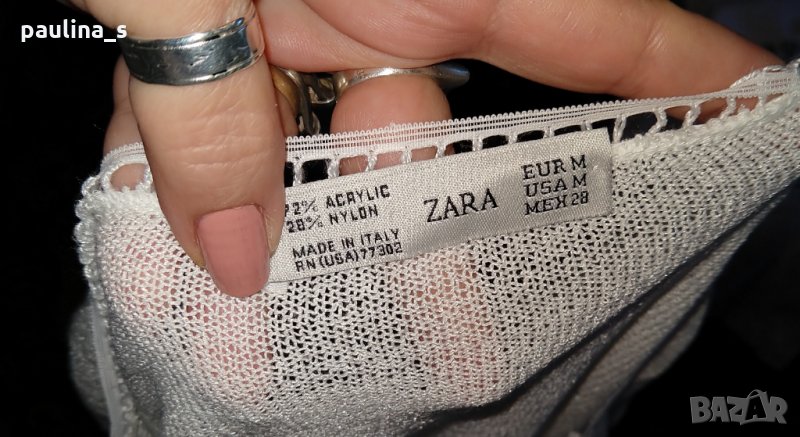 paulina_s
72% ACRYLIC
28% NYLON
MADE IN ITALY
RN(USA)77302
ZARA
EUR M
USA M
MEX 28
BAZAR